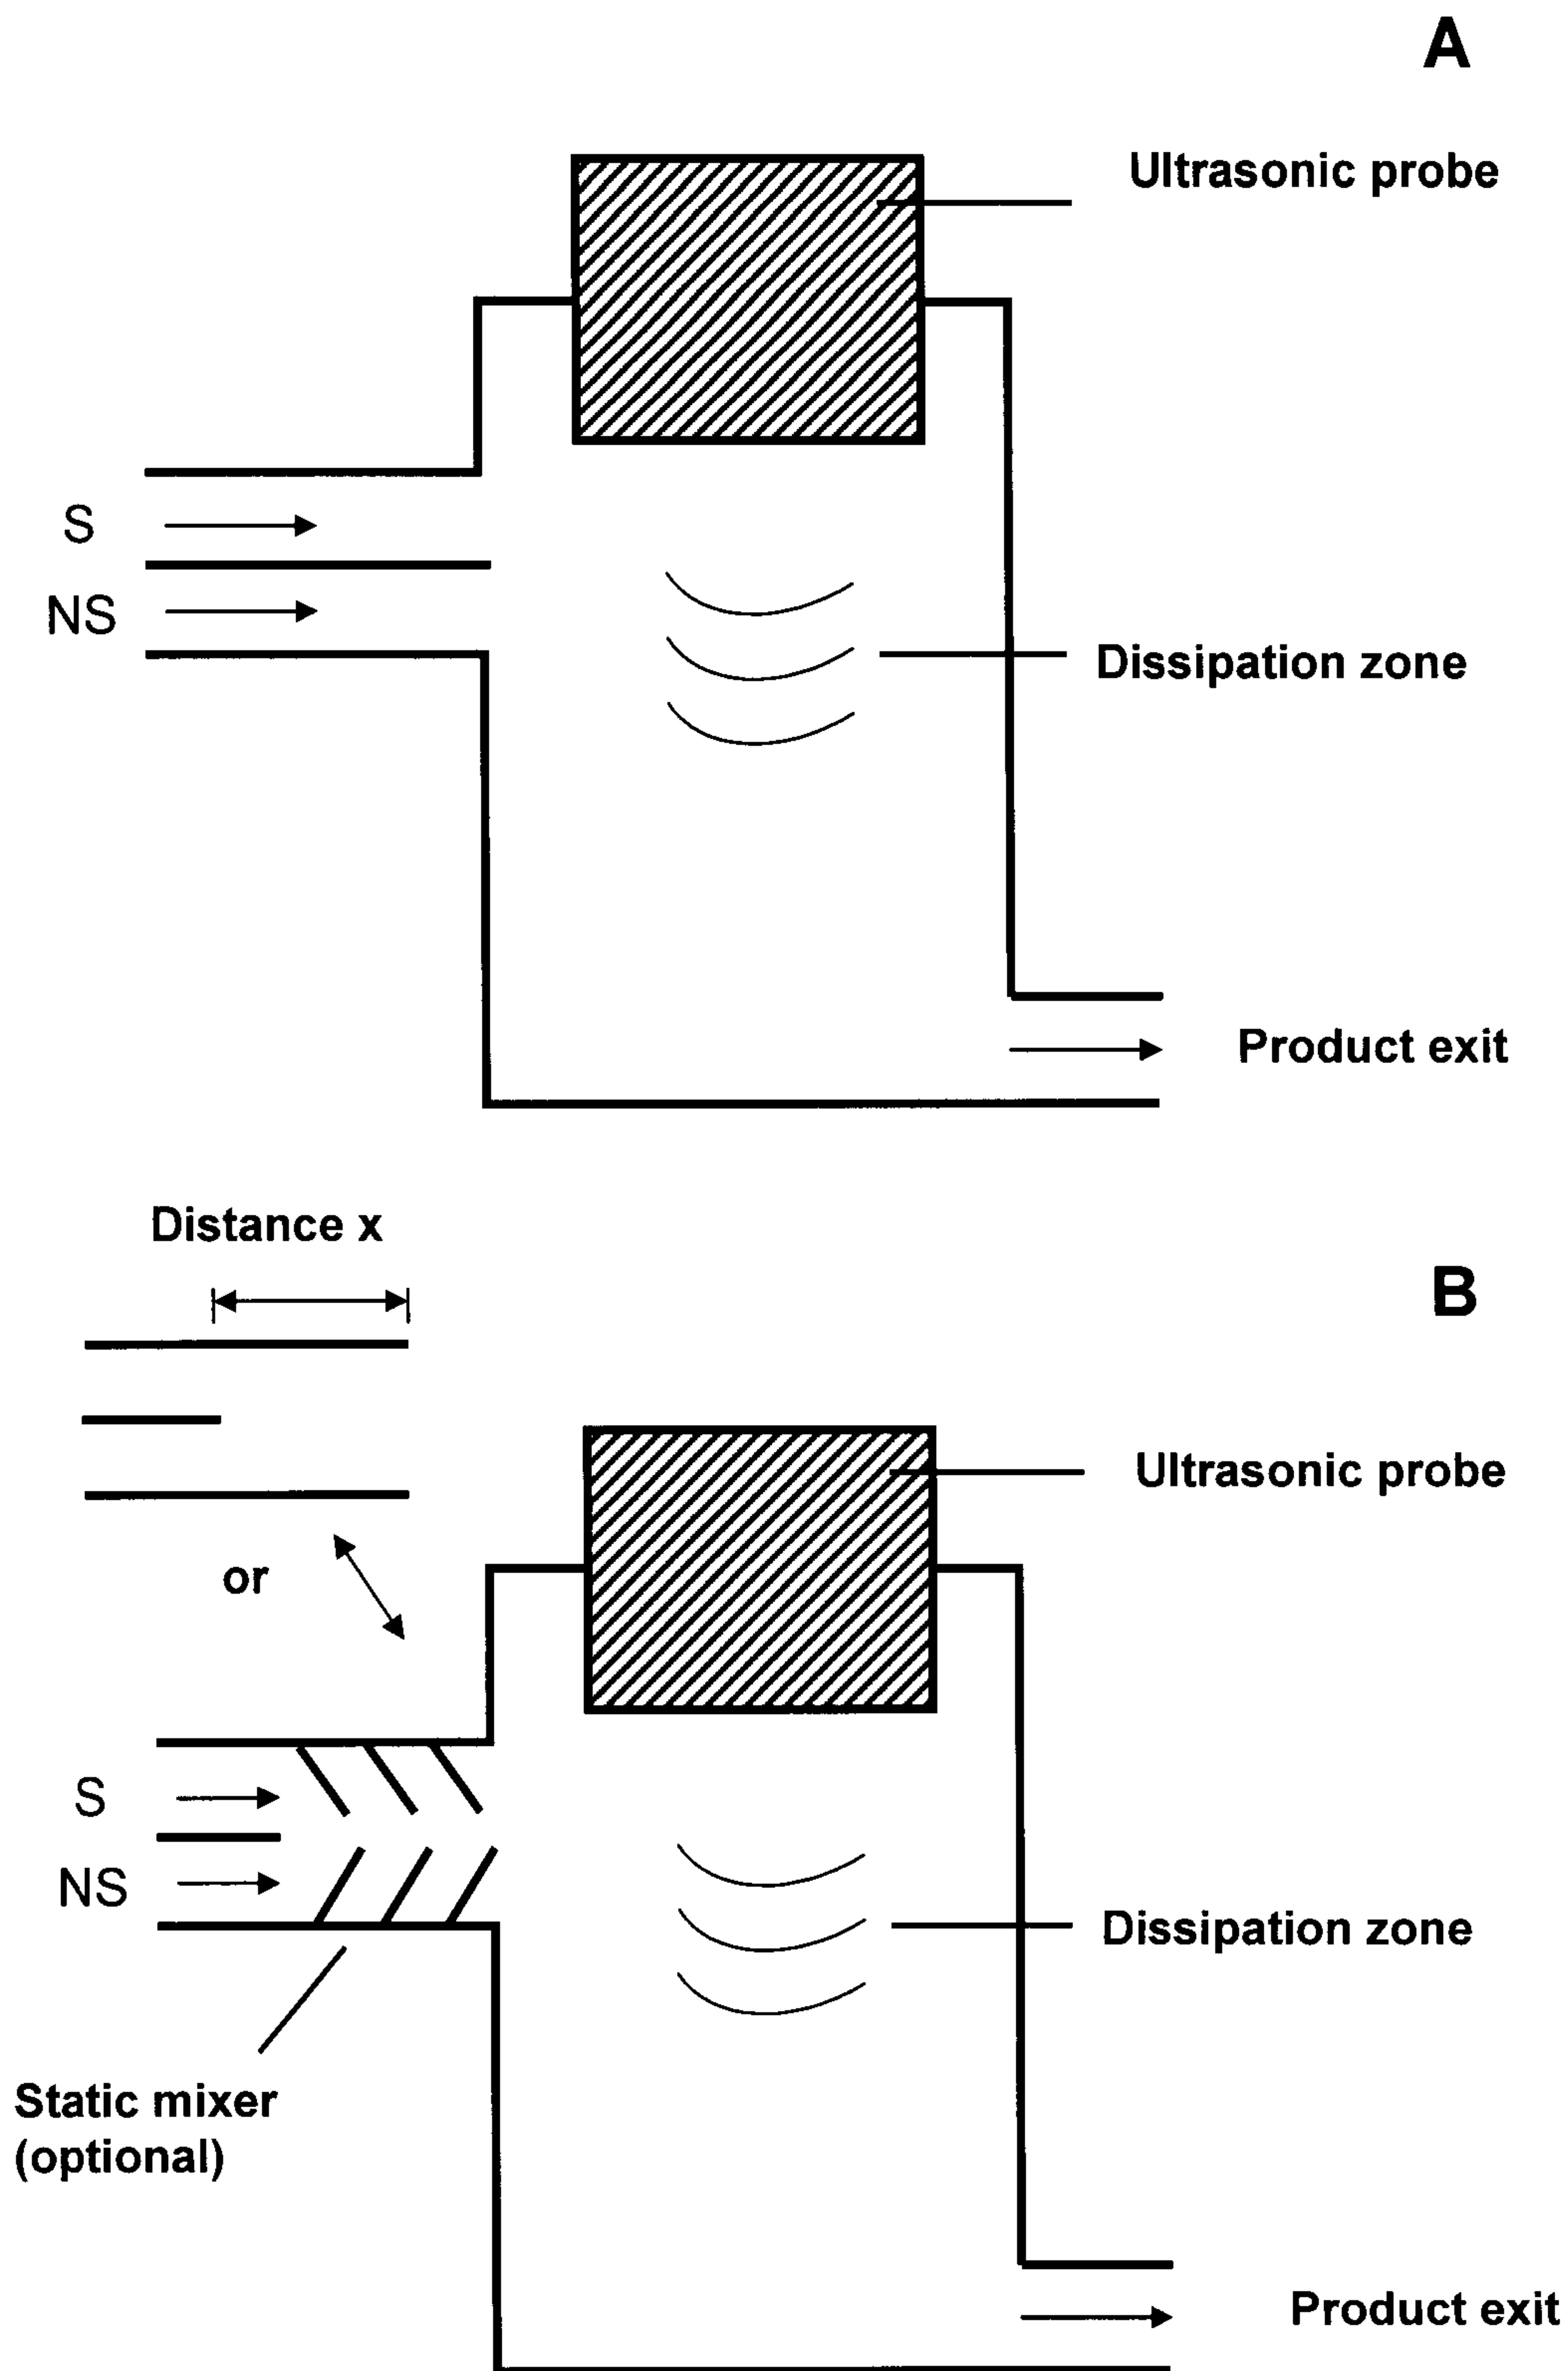 A
Ultrasonic probe
S
NS
Dissipation zone
Product exit
Distance x
B
Ultrasonic probe
or
S
NS
Dissipation zone
Static mixer
(optional)
Product exit